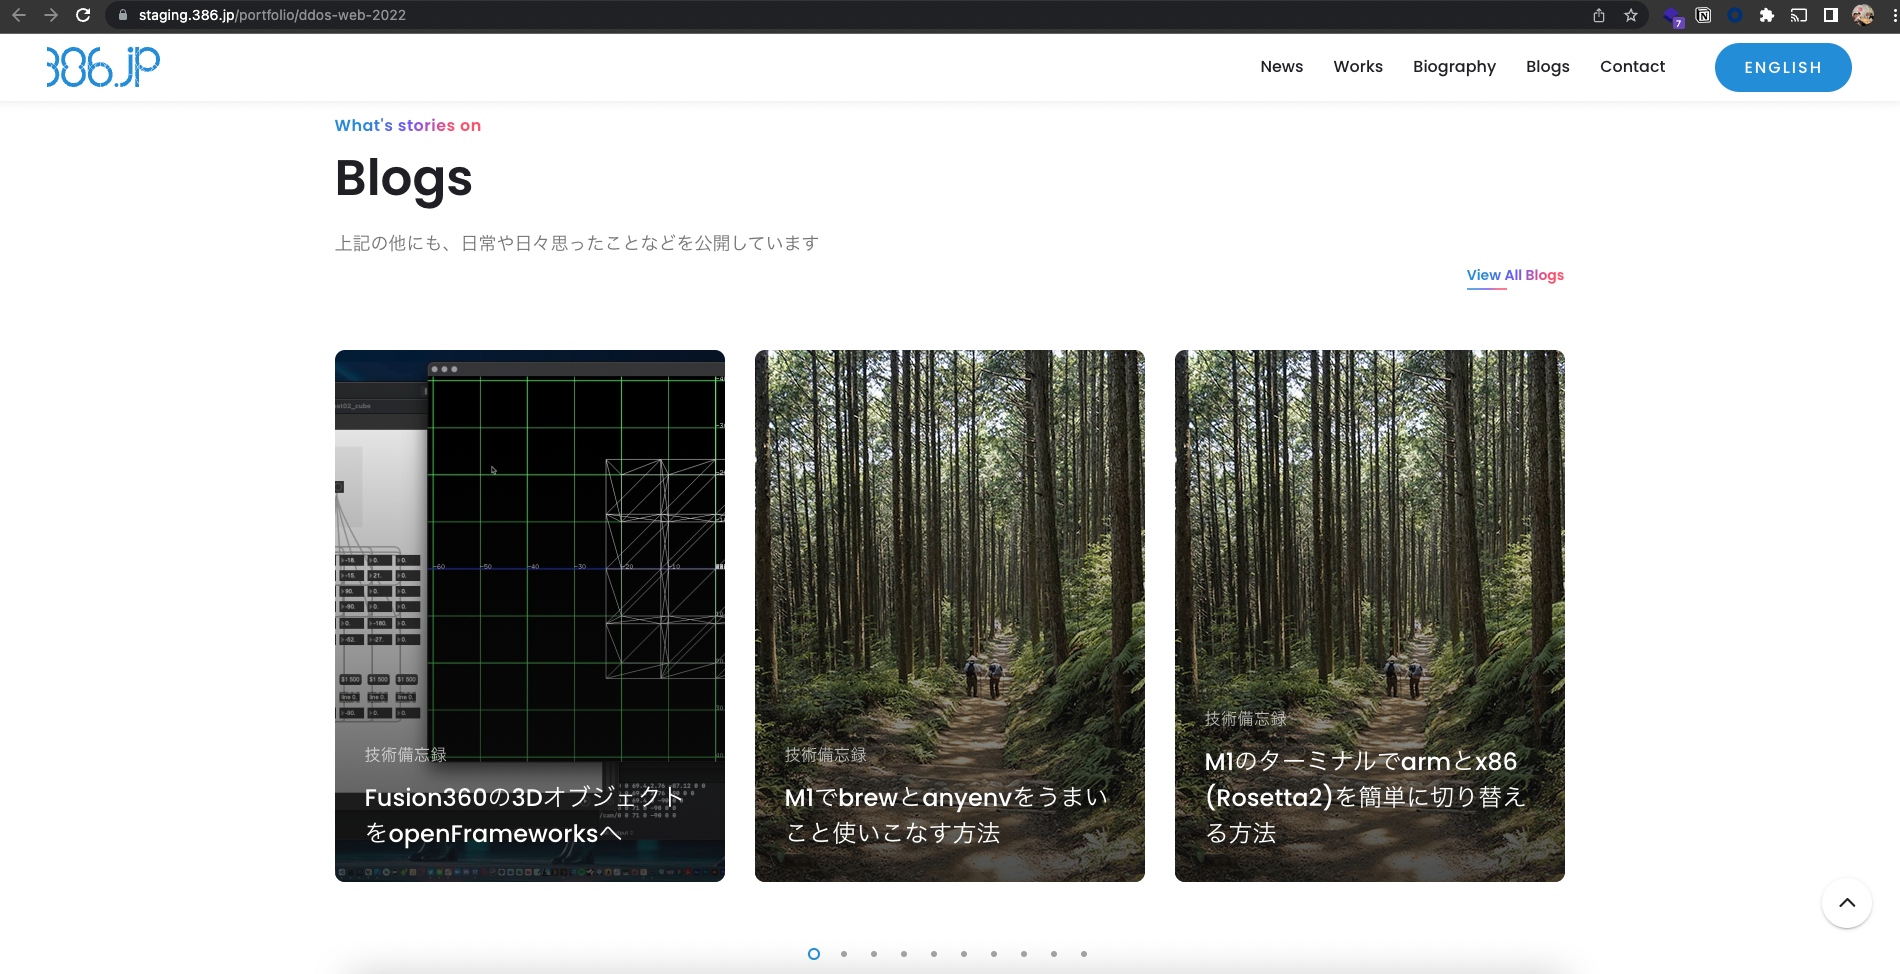 staging.386.jp/portfolio/ddos-web-2022
7
386.jp
News Works Biography Blogs Contact ENGLISH
What's stories on
Blogs
上記の他にも、日常や日々思ったことなどを公開しています
View All Blogs
-60 -50 -40 -30 -20 -10
技術備忘録
Fusion360の3Dオブジェクト
をopenFrameworksへ
技術備忘録
M1でbrewとanyenvをうまい
こと使いこなす方法
技術備忘録
M1のターミナルでarmとx86
(Rosetta2)を簡単に切り替え
る方法